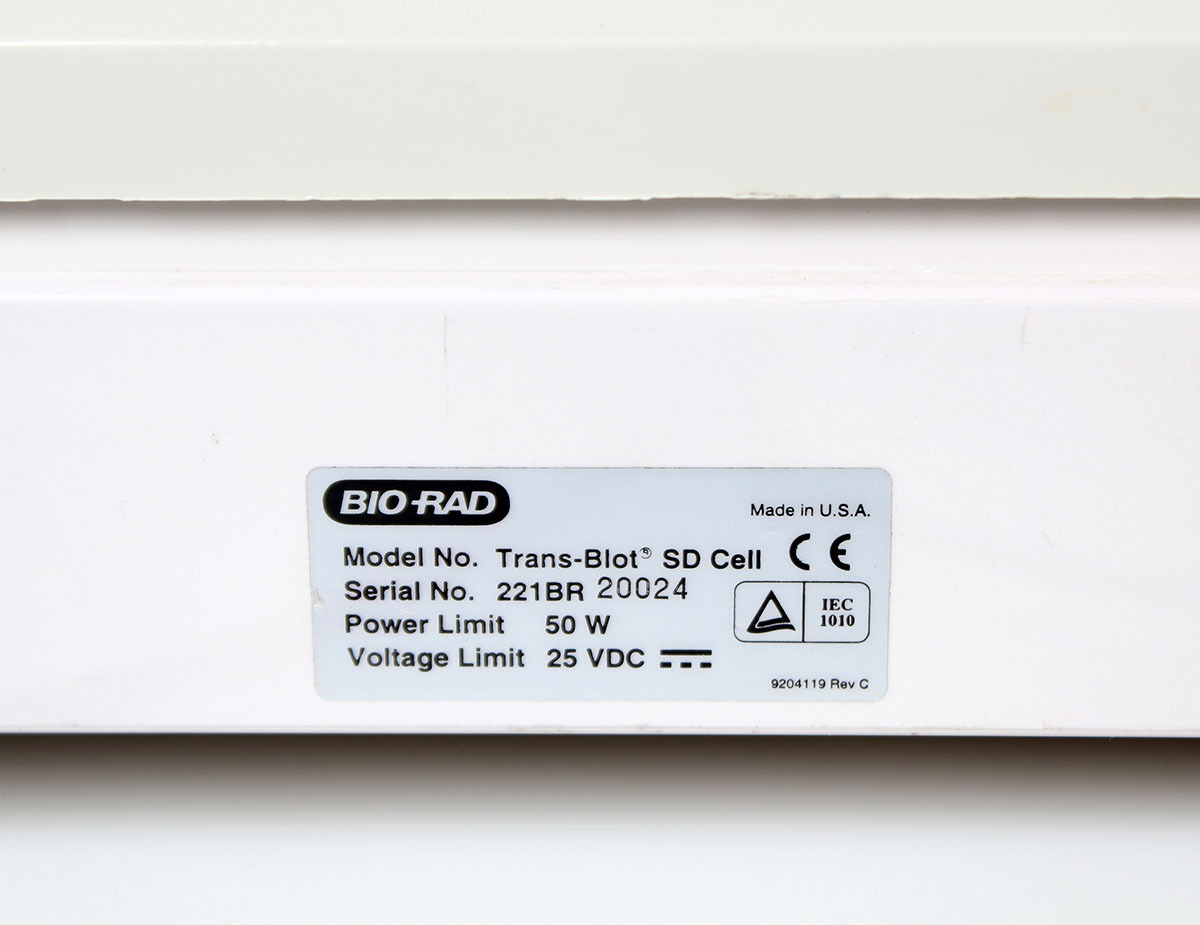 BIO-RAD
Made in U.S.A.
Model No. Trans-Blot® SD Cell CE
Serial No. 221BR 20024
Power Limit 50 W
IEC
1010
Voltage Limit 25 VDC
9204119 Rev C